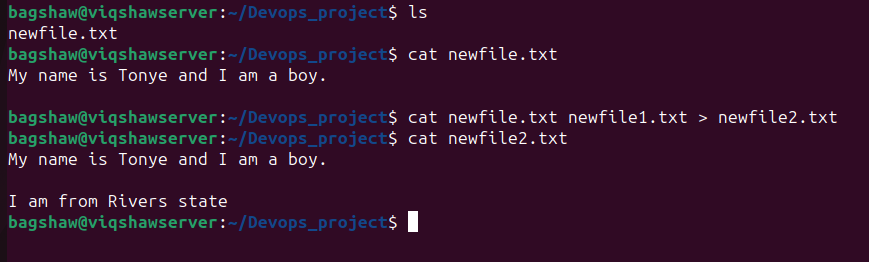 bagshaw@viqshawserver:~/Devops_project$ ls
newfile.txt
bagshaw@viqshawserver:~/Devops_project$ cat newfile.txt
My name is Tonye and I am a boy.
bagshaw@viqshawserver:~/Devops_project$ cat newfile.txt newfile1.txt > newfile2.txt
bagshaw@viqshawserver:~/Devops_project$ cat newfile2.txt
My name is Tonye and I am a boy.
I am from Rivers state
bagshaw@viqshawserver:~/Devops_project$